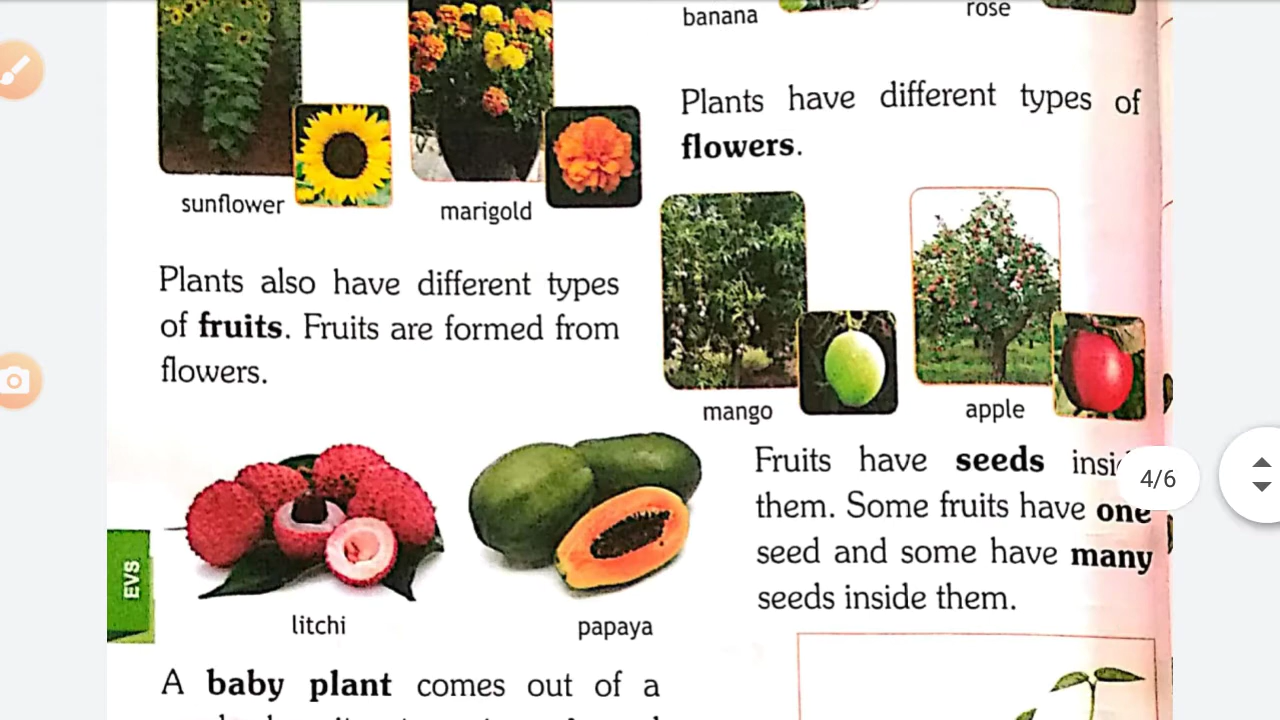 banana
rose
sunflower
marigold
Plants have different types of
flowers.
Plants also have different types
of fruits. Fruits are formed from
flowers.
mango
apple
litchi
papaya
Fruits have seeds
them. Some fruits have one
seed and some have many
seeds inside them.
4/6
EVS
A baby plant comes out of a